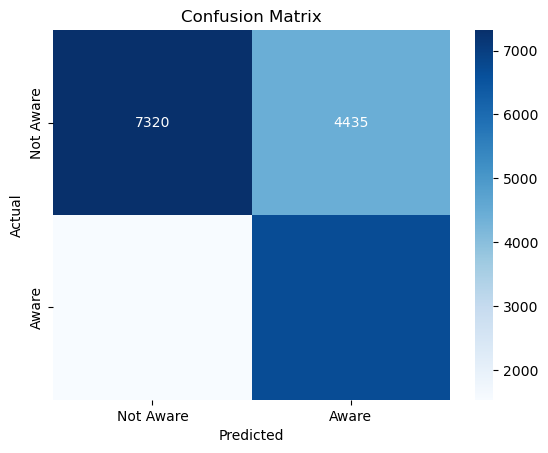 Confusion Matrix
Not Aware
Aware
Actual
7320
4435
Not Aware
Aware
Predicted
7000
6000
5000
4000
3000
2000